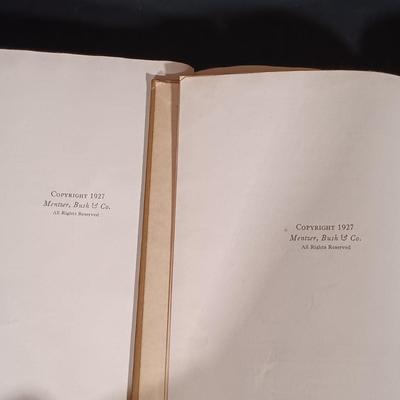 Copyright 1927
Mentzer, Bush & Co.
All Rights Reserved
Copyright 1927
Mentzer, Bush & Co.
All Rights Reserved